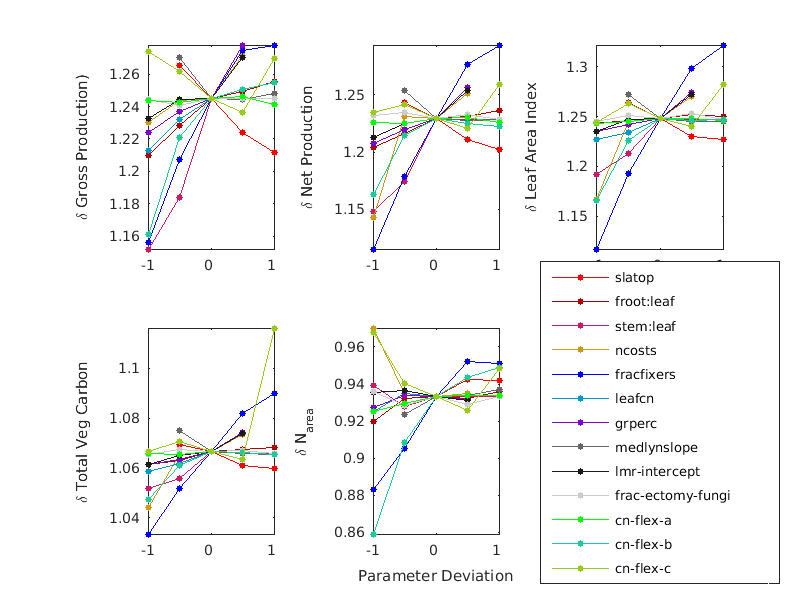 δ Gross Production)
1.26
1.24
1.22
1.2
1.18
1.16
-1 0 1
δ Net Production
1.25
1.2
1.15
-1 0 1
δ Leaf Area Index
1.3
1.25
1.2
1.15
δ Total Veg Carbon
1.1
1.08
1.06
1.04
-1 0 1
δ N_area
0.96
0.94
0.92
0.9
0.88
0.86
-1 0 1
Parameter Deviation
slatop
froot:leaf
stem:leaf
ncosts
fracfixers
leafcn
grperc
medlynslope
lmr-intercept
frac-ectomy-fungi
cn-flex-a
cn-flex-b
cn-flex-c